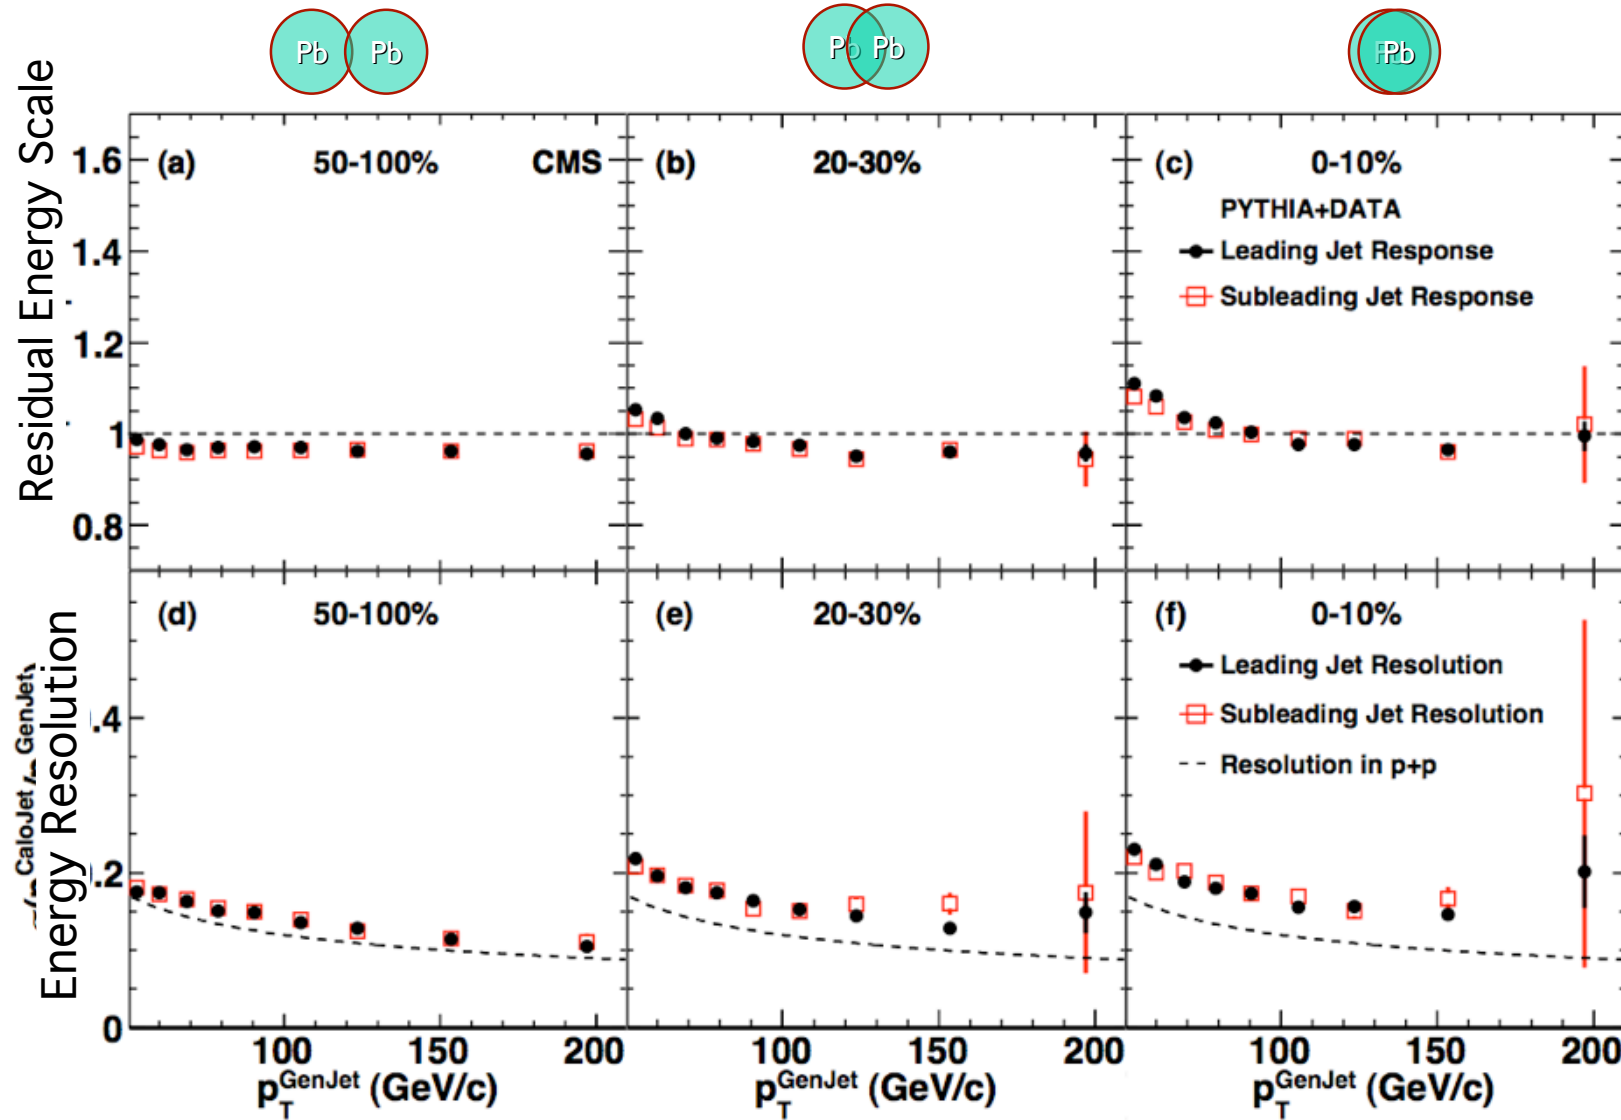 Pb Pb
Pb Pb
Pb
Residual Energy Scale
1.6
1.4
1.2
1
0.8
(a) 50-100% CMS
(b) 20-30%
(c) 0-10%
PYTHIA+DATA
Leading Jet Response
Subleading Jet Response
Energy Resolution
CaloJet GenJet
.4
.2
0
(d) 50-100%
(e) 20-30%
(f) 0-10%
Leading Jet Resolution
Subleading Jet Resolution
Resolution in p+p
100 150 200
100 150 200
100 150 200
p_T^GenJet (GeV/c)
p_T^GenJet (GeV/c)
p_T^GenJet (GeV/c)